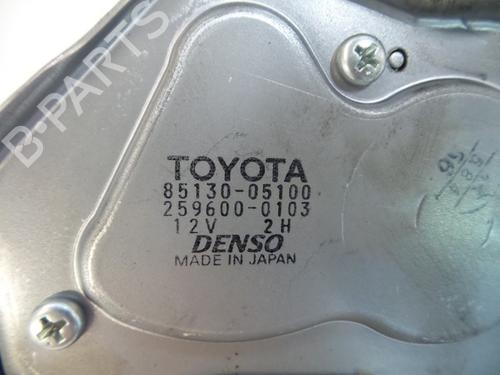 B-PARTS
TOYOTA
85130-05100
259600-0103
12V 2H
DENSO
MADE IN JAPAN